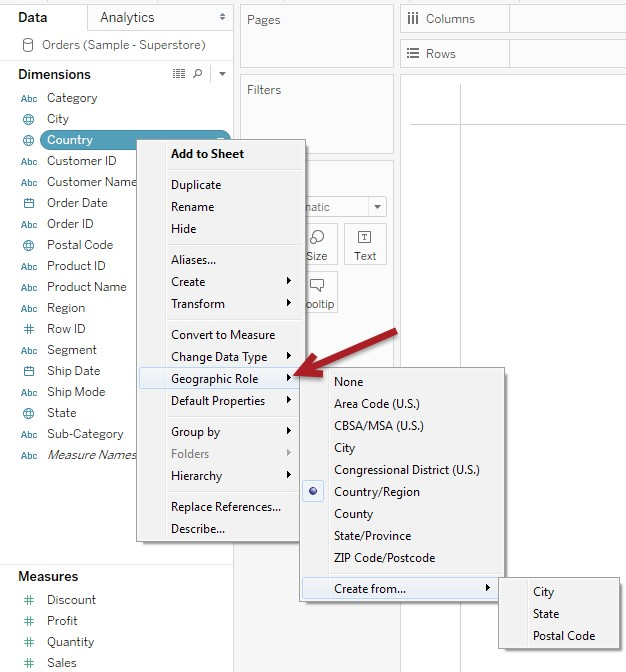 Data
Analytics
Orders (Sample - Superstore)
Dimensions
Abc Category
City
Country
Abc Customer ID
Abc Customer Name
Order Date
Abc Order ID
Postal Code
Abc Product ID
Abc Product Name
Abc Region
# Row ID
Abc Segment
Ship Date
Abc Ship Mode
State
Abc Sub-Category
Abc Measure Names
Measures
# Discount
# Profit
# Quantity
# Sales
Pages
Filters
matic
Size
Text
ooltip
Columns
Rows
Add to Sheet
Duplicate
Rename
Hide
Aliases...
Create
Transform
Convert to Measure
Change Data Type
Geographic Role
Default Properties
Group by
Folders
Hierarchy
Replace References...
Describe...
None
Area Code (U.S.)
CBSA/MSA (U.S.)
City
Congressional District (U.S.)
Country/Region
County
State/Province
ZIP Code/Postcode
Create from...
City
State
Postal Code